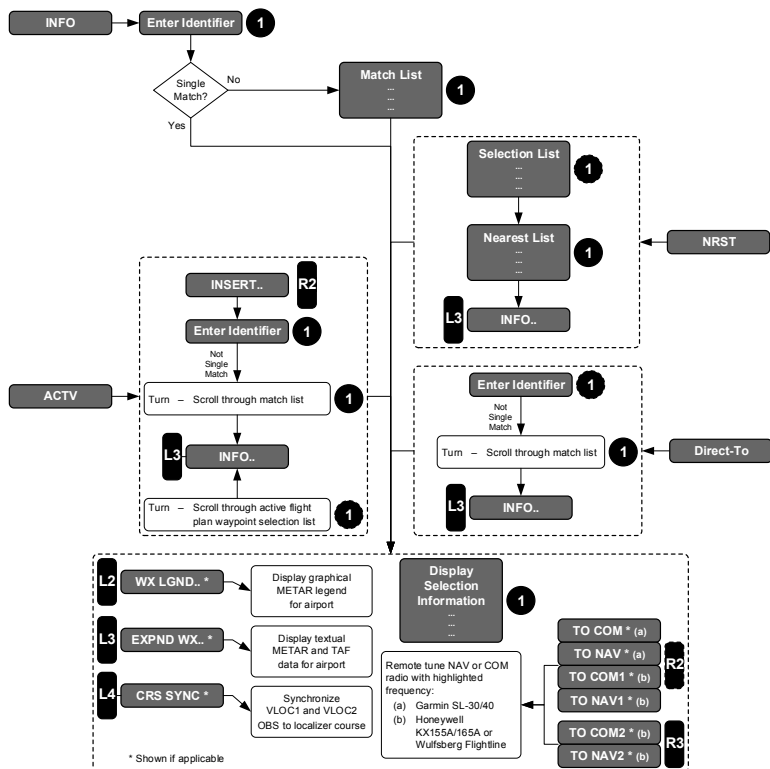 INFO
Enter Identifier
1
Single
Match?
No
Yes
Match List
...
...
...
1
Selection List
...
...
...
1
Nearest List
...
...
...
1
L3
INFO..
NRST
INSERT..
R2
Enter Identifier
1
Not
Single
Match
ACTV
Turn – Scroll through match list
1
L3
INFO..
Turn – Scroll through active flight
plan waypoint selection list
1
Enter Identifier
1
Not
Single
Match
Turn – Scroll through match list
1
Direct-To
L3
INFO..
L2
WX LGND.. *
Display graphical
METAR legend
for airport
L3
EXPND WX.. *
Display textual
METAR and TAF
data for airport
L4
CRS SYNC *
Synchronize
VLOC1 and VLOC2
OBS to localizer course
* Shown if applicable
Display
Selection
Information
...
...
...
1
Remote tune NAV or COM
radio with highlighted
frequency:
(a) Garmin SL-30/40
(b) Honeywell
KX155A/165A or
Wulfsberg Flightline
TO COM * (a)
TO NAV * (a)
TO COM1 * (b)
TO NAV1 * (b)
R2
TO COM2 * (b)
TO NAV2 * (b)
R3